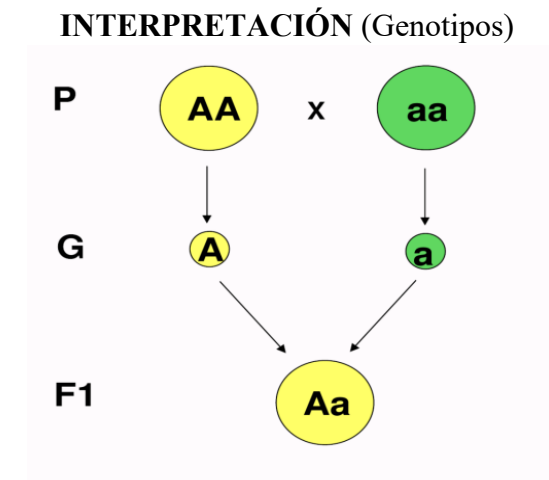 INTERPRETACIÓN (Genotipos)
P AA x aa
G A a
F1 Aa